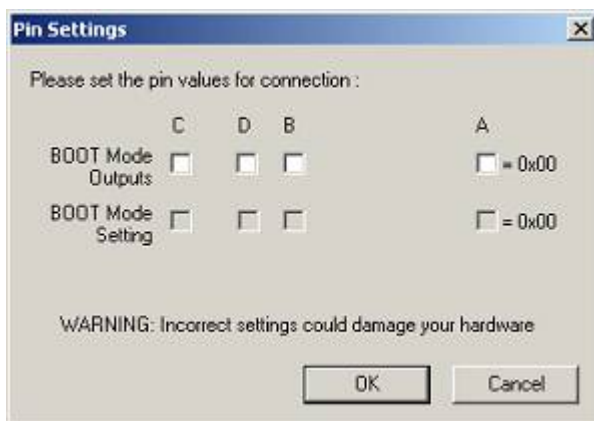 Pin Settings
Please set the pin values for connection :
C D B A
BOOT Mode
Outputs
= 0x00
BOOT Mode
Setting
= 0x00
WARNING: Incorrect settings could damage your hardware
OK Cancel